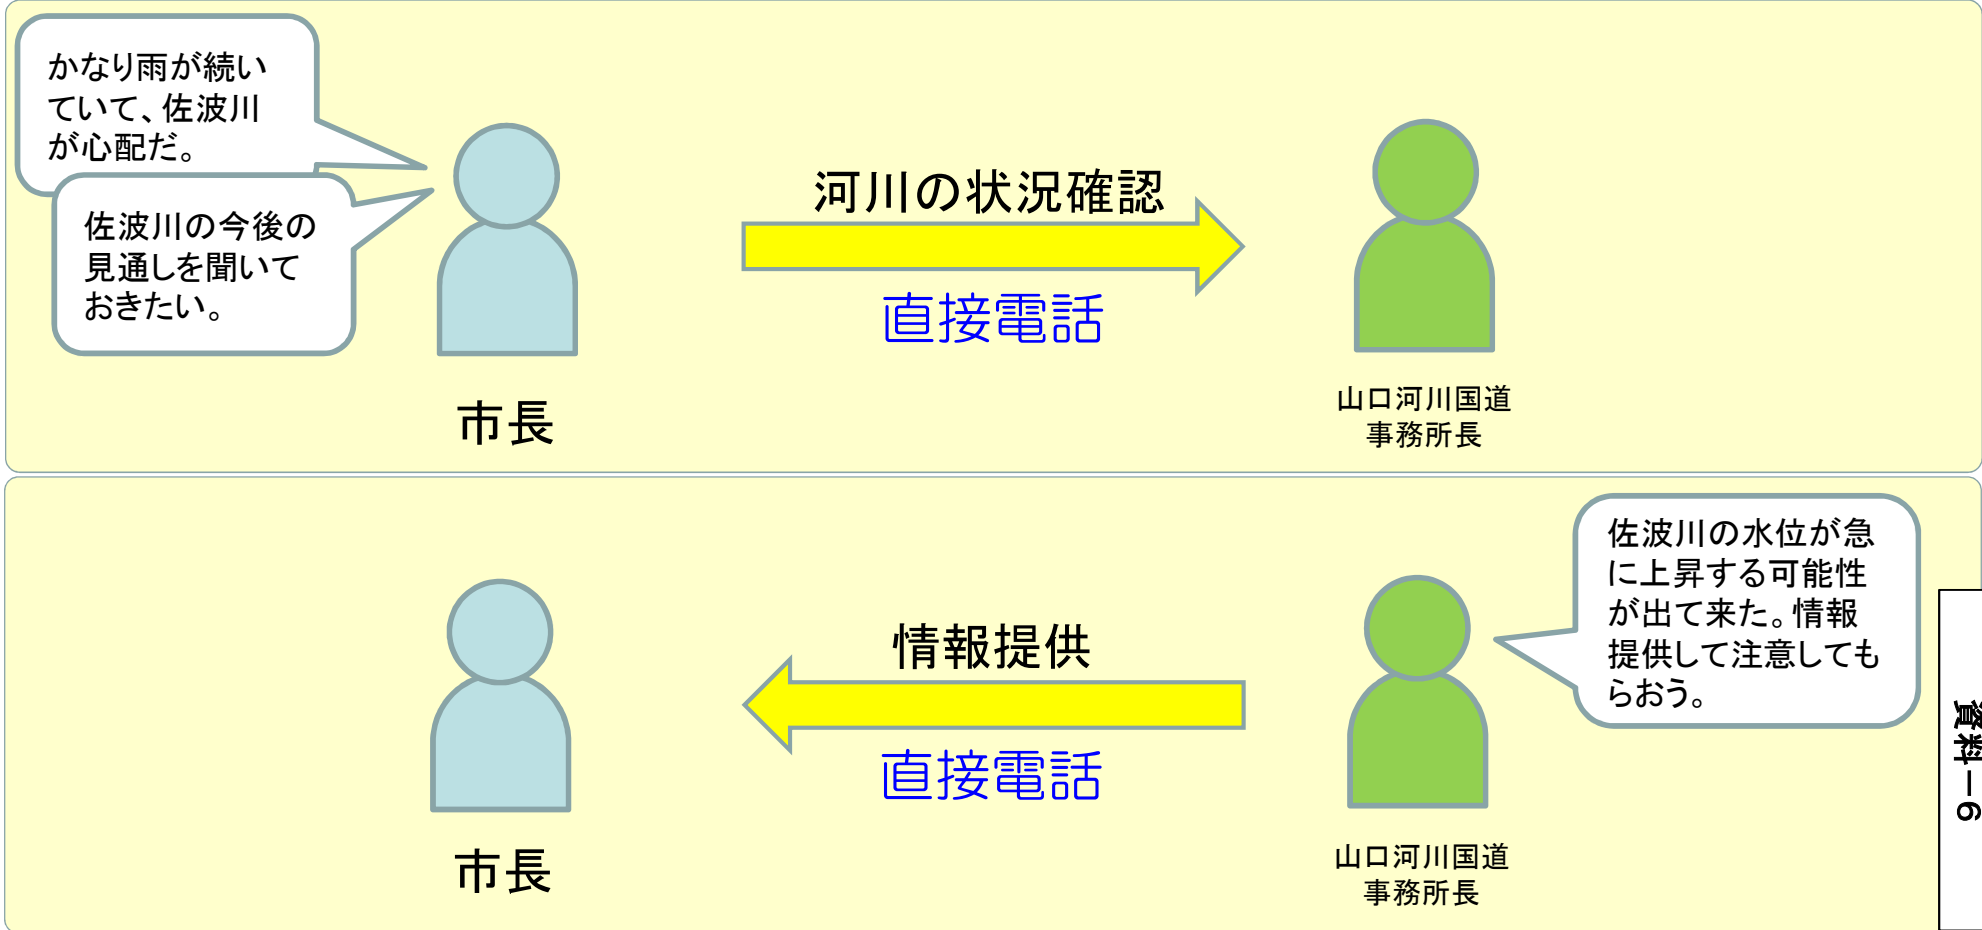 かなり雨が続い
ていて、佐波川
が心配だ。
佐波川の今後の
見通しを聞いて
おきたい。
河川の状況確認
直接電話
市長
山口河川国道
事務所長
佐波川の水位が急
に上昇する可能性
が出て来た。情報
提供して注意しても
らおう。
情報提供
直接電話
市長
山口河川国道
事務所長
資料－６